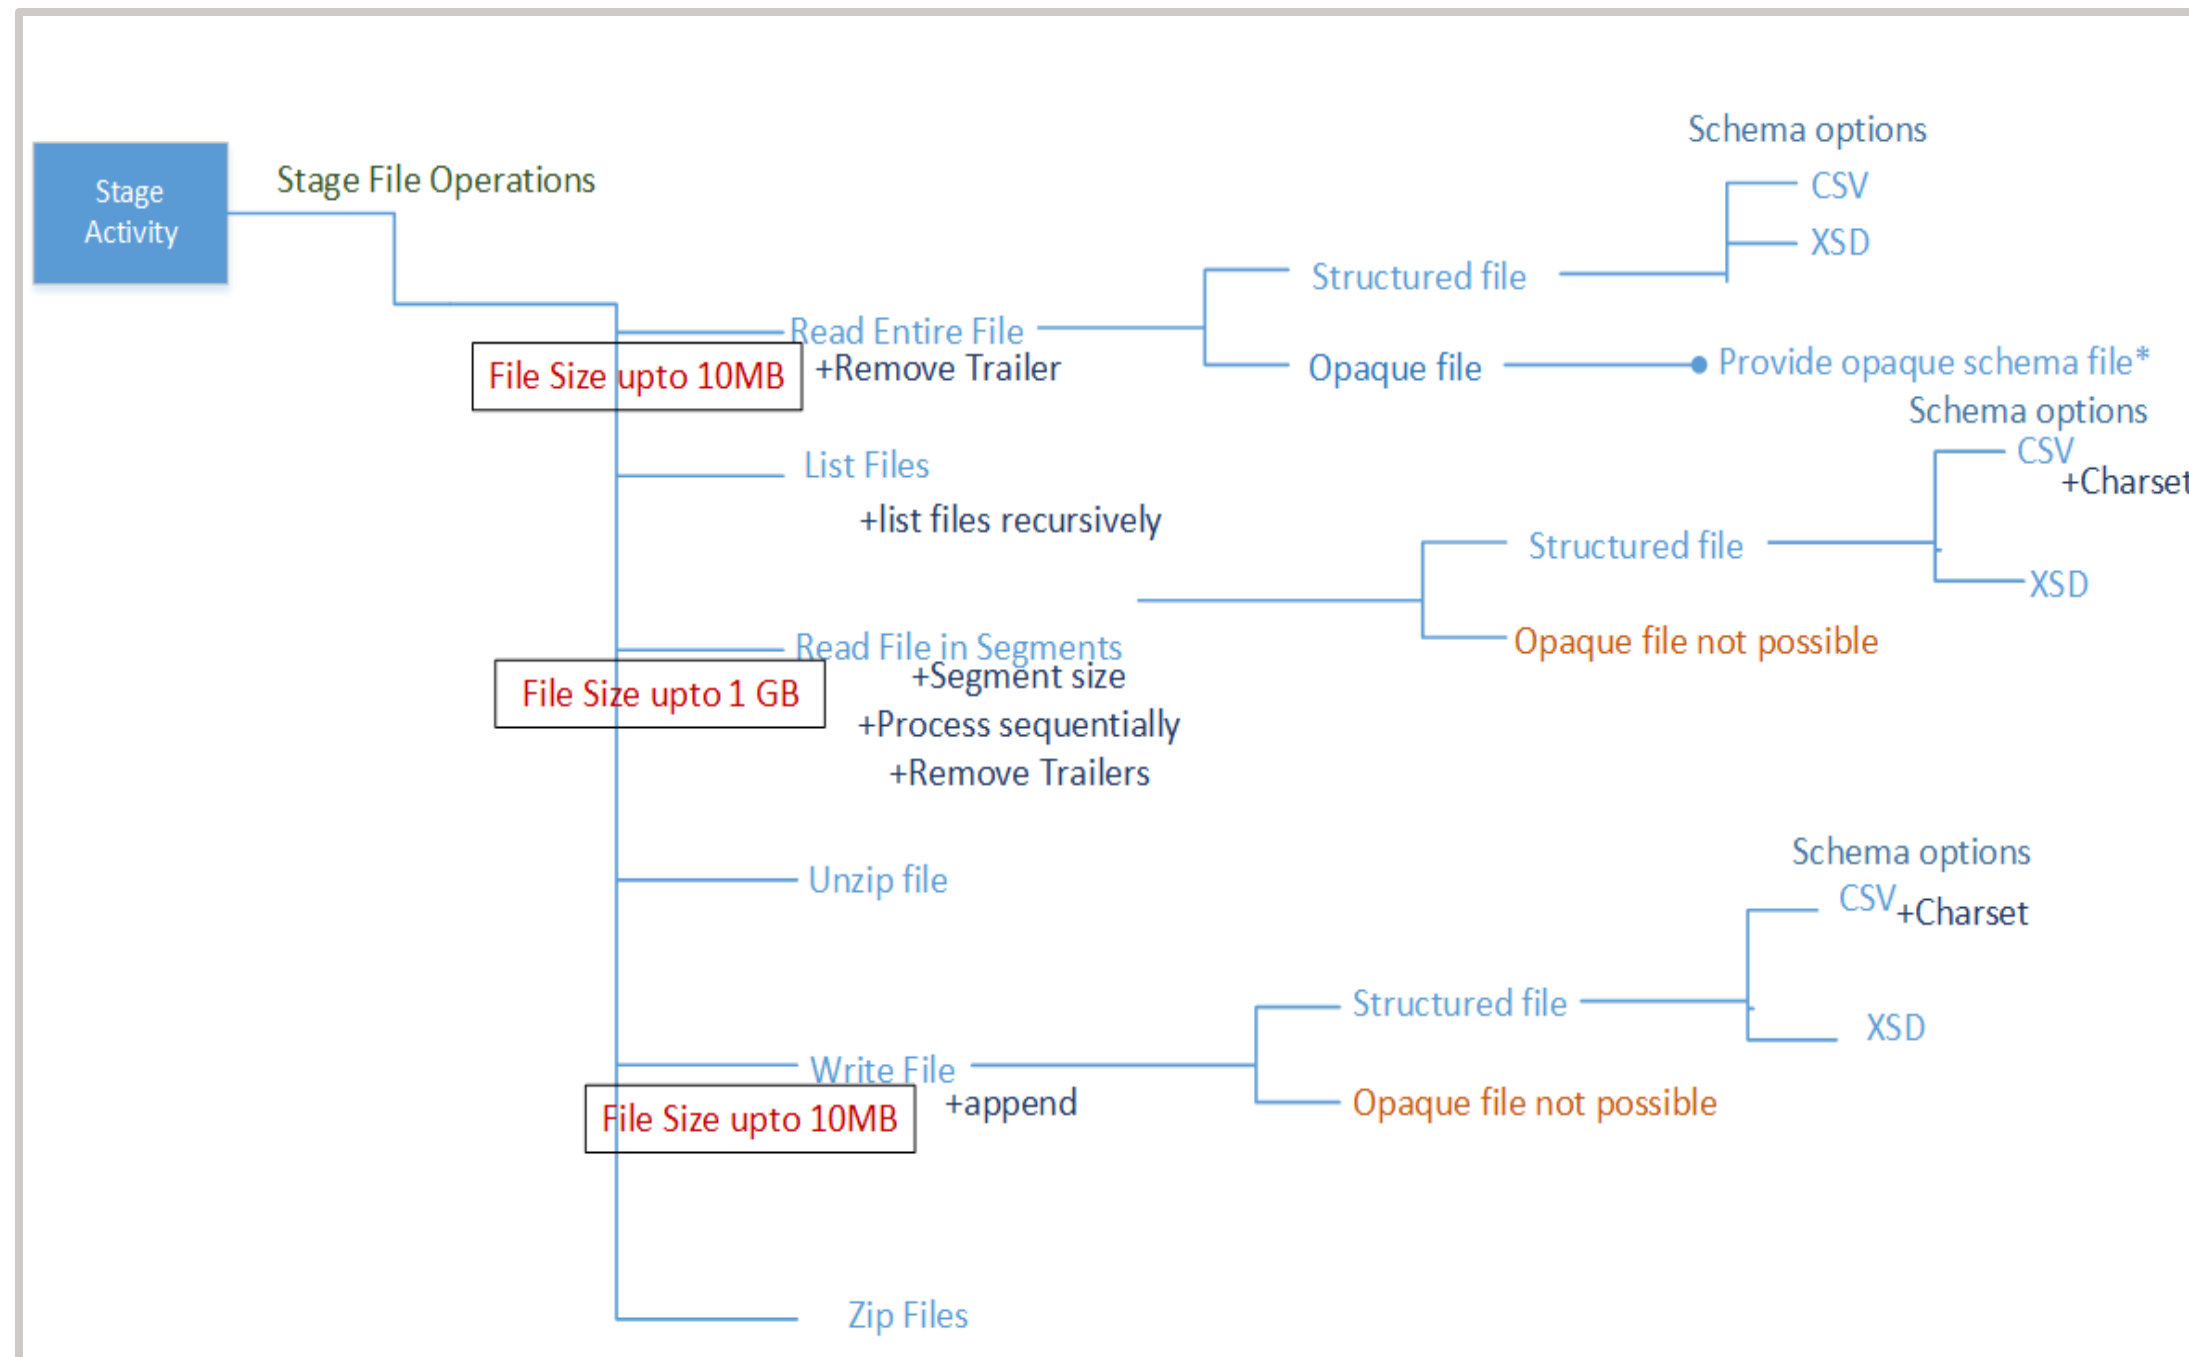 Schema options
Stage File Operations
Stage
Activity
CSV
XSD
Structured file
Read Entire File
+Remove Trailer
File Size upto 10MB
Opaque file
Provide opaque schema file*
Schema options
CSV
+Charset
List Files
+list files recursively
Structured file
XSD
Opaque file not possible
Read File in Segments
+Segment size
File Size upto 1 GB
+Process sequentially
+Remove Trailers
Unzip file
Schema options
CSV
+Charset
Structured file
XSD
Write File
+append
File Size upto 10MB
Opaque file not possible
Zip Files